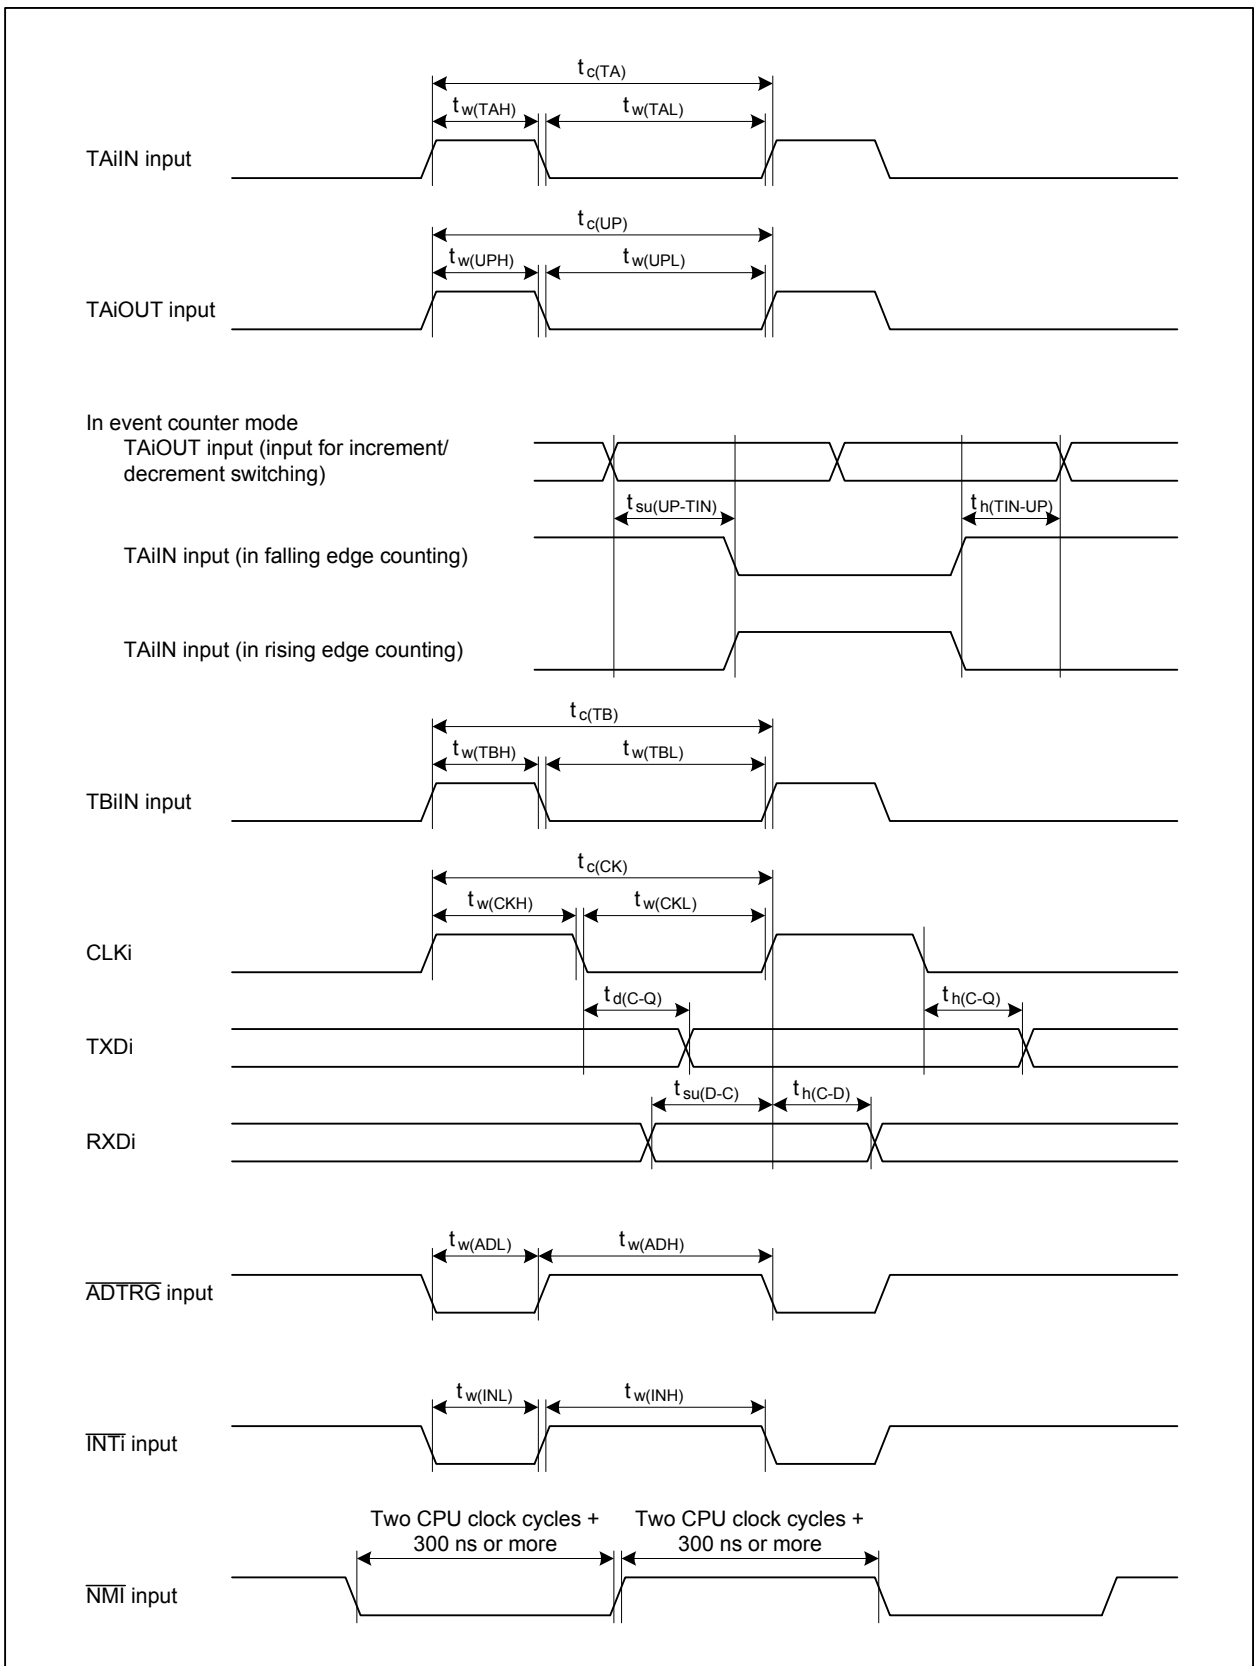 tc(TA)
tw(TAH) tw(TAL)
TAiIN input
tc(UP)
tw(UPH) tw(UPL)
TAiOUT input
In event counter mode
TAiOUT input (input for increment/
decrement switching)
tsu(UP-TIN) th(TIN-UP)
TAiIN input (in falling edge counting)
TAiIN input (in rising edge counting)
tc(TB)
tw(TBH) tw(TBL)
TBiIN input
tc(CK)
tw(CKH) tw(CKL)
CLKi
td(C-Q) th(C-Q)
TXDi
tsu(D-C) th(C-D)
RXDi
tw(ADL) tw(ADH)
ADTRG input
tw(INL) tw(INH)
INTi input
Two CPU clock cycles + Two CPU clock cycles +
300 ns or more 300 ns or more
NMI input